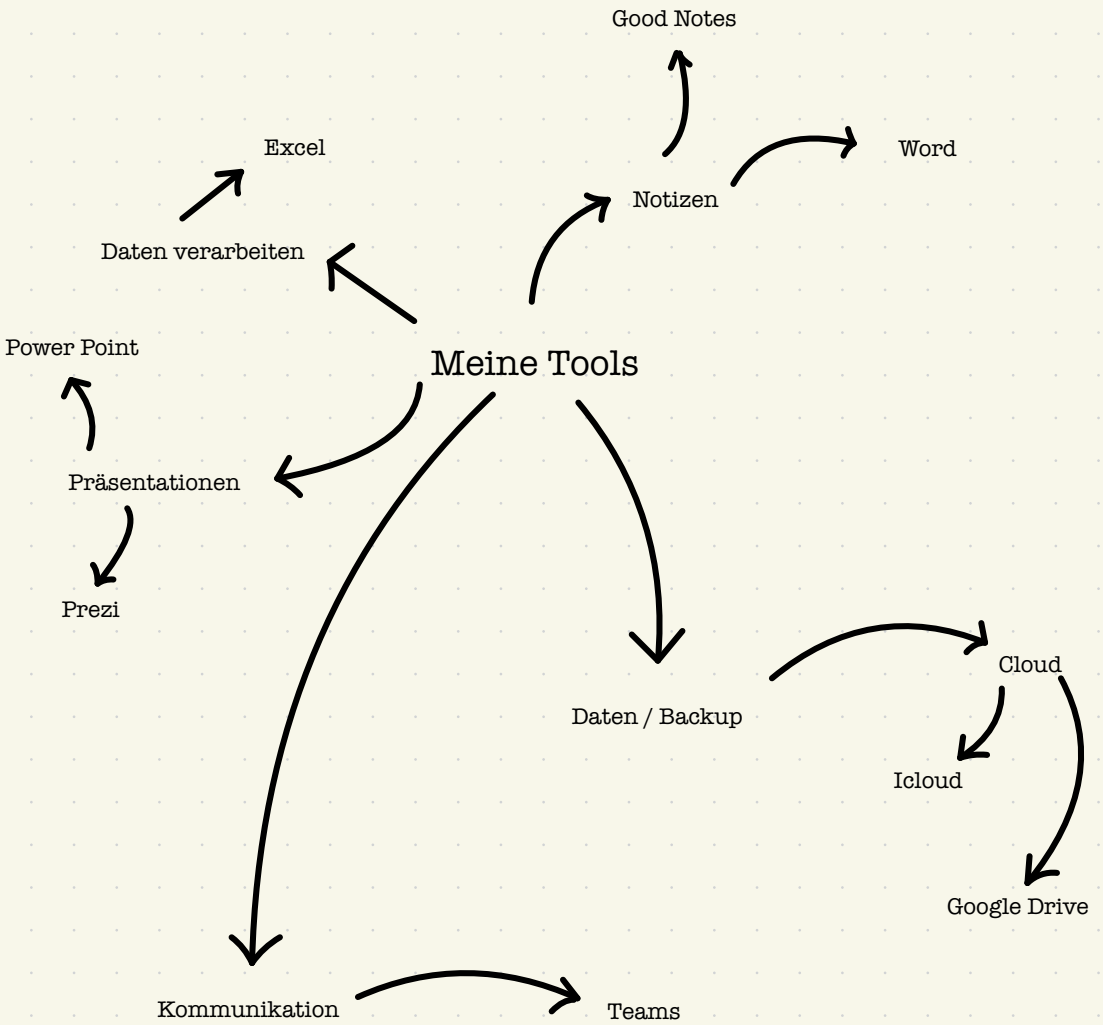 Good Notes
Excel
Word
Notizen
Daten verarbeiten
Power Point
Meine Tools
Präsentationen
Prezi
Cloud
Daten / Backup
Icloud
Google Drive
Kommunikation
Teams